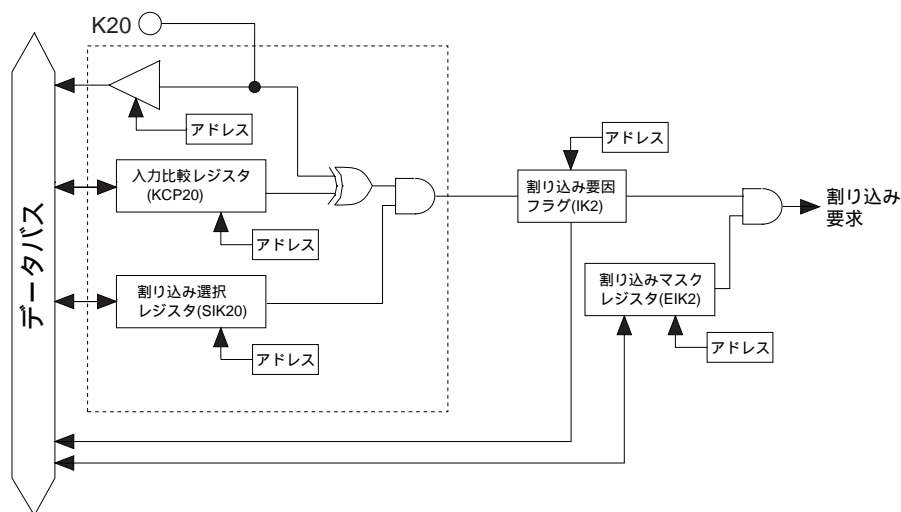 K20
アドレス
入力比較レジスタ
(KCP20)
アドレス
割り込み選択
レジスタ(SIK20)
アドレス
データバス
アドレス
割り込み要因
フラグ(IK2)
割り込み
要求
割り込みマスク
レジスタ(EIK2)
アドレス